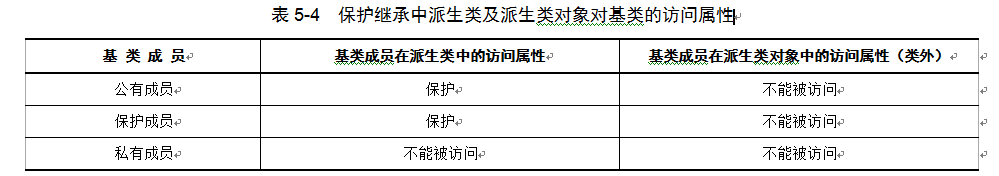 表 5-4 保护继承中派生类及派生类对象对基类的访问属性
基 类 成 员 基类成员在派生类中的访问属性 基类成员在派生类对象中的访问属性（类外）
公有成员 保护 不能被访问
保护成员 保护 不能被访问
私有成员 不能被访问 不能被访问